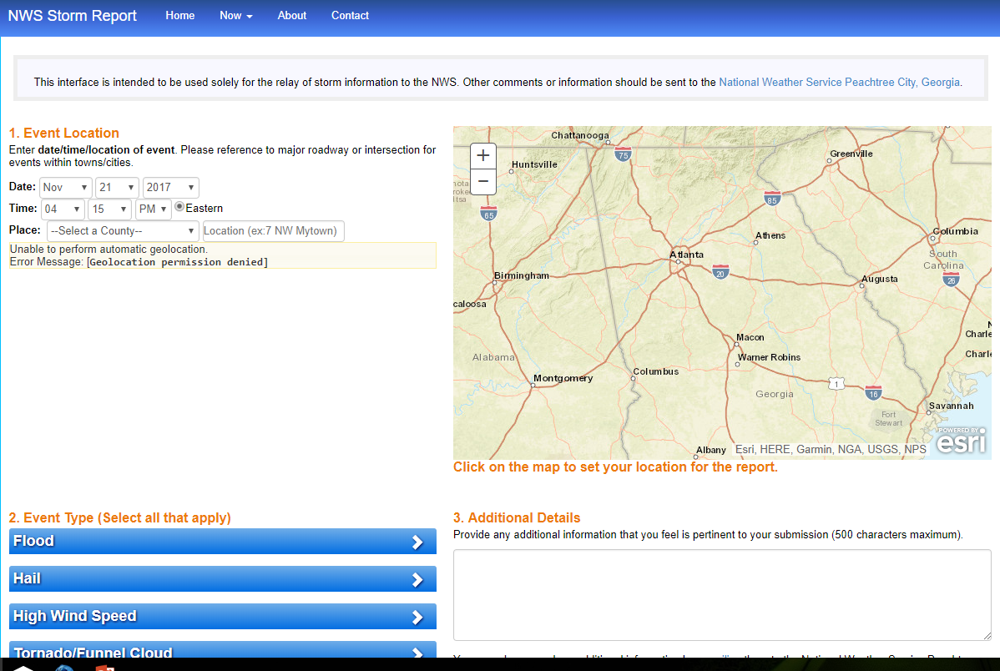 NWS Storm Report Home Now About Contact
This interface is intended to be used solely for the relay of storm information to the NWS. Other comments or information should be sent to the National Weather Service Peachtree City, Georgia.
1. Event Location
Enter date/time/location of event. Please reference to major roadway or intersection for
events within towns/cities.
Date: Nov 21 2017
Time: 04 15 PM Eastern
Place: --Select a County-- Location (ex:7 NW Mytown)
Unable to perform automatic geolocation.
Error Message: [Geolocation permission denied]
+
−
Chattanooga
75
Huntsville
Greenville
65
85
Athens
Columbia
Atlanta
South
Carolina
20
26
Birmingham
Augusta
caloosa
Macon
Charle
Alabama
Warner Robins
Charle
Montgomery
Columbus
1
16
Georgia
Savannah
Fort
Stewart
Albany
Esri, HERE, Garmin, NGA, USGS, NPS
POWERED BY
esri
Click on the map to set your location for the report.
2. Event Type (Select all that apply)
Flood
Hail
High Wind Speed
Tornado/Funnel Cloud
3. Additional Details
Provide any additional information that you feel is pertinent to your submission (500 characters maximum).